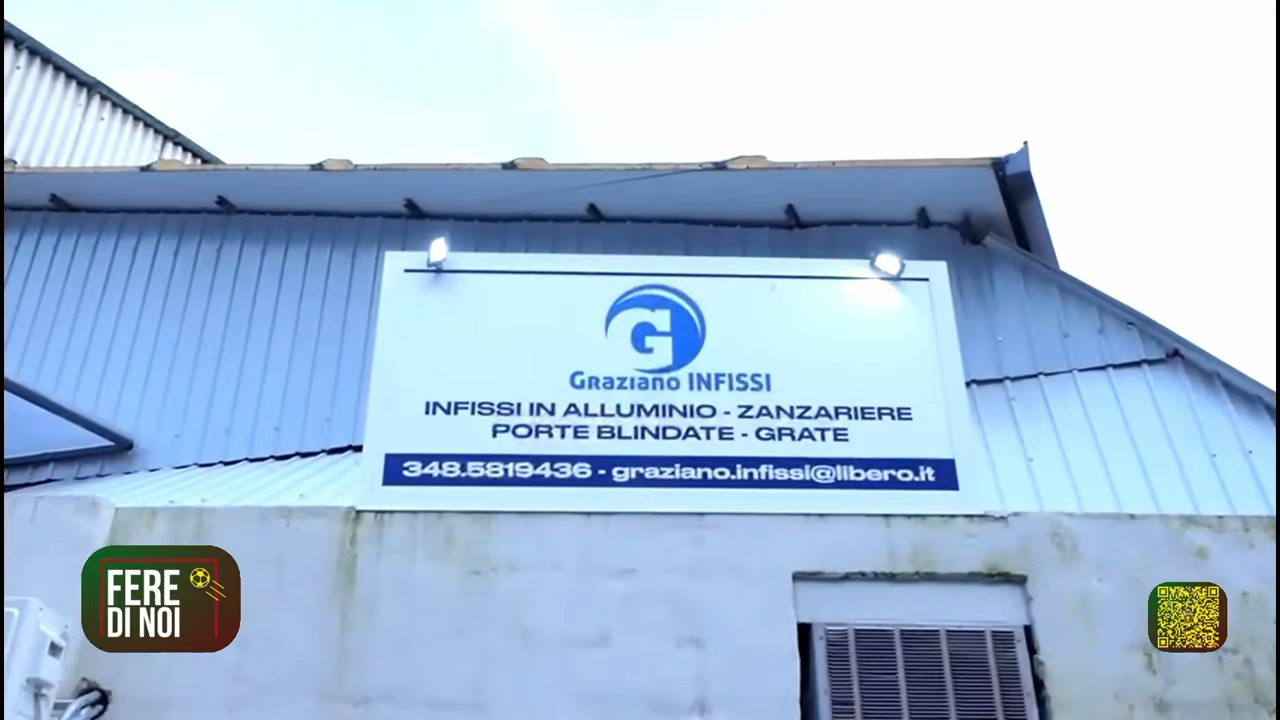 G
Graziano INFISSI
INFISSI IN ALLUMINIO - ZANZARIERE
PORTE BLINDATE - GRATE
348.5819436 - graziano.infissi@libero.it
FERE
DI NOI